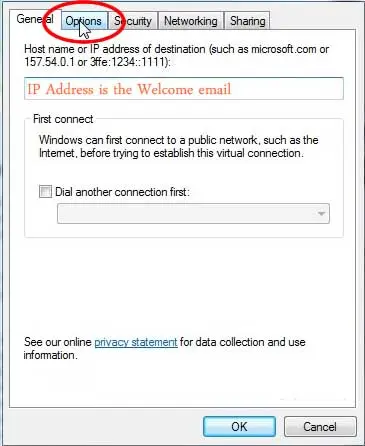 General Options Security Networking Sharing
Host name or IP address of destination (such as microsoft.com or
157.54.0.1 or 3ffe:1234::1111):
IP Address is the Welcome email
First connect
Windows can first connect to a public network, such as the
Internet, before trying to establish this virtual connection.
Dial another connection first:
See our online privacy statement for data collection and use
information.
OK Cancel